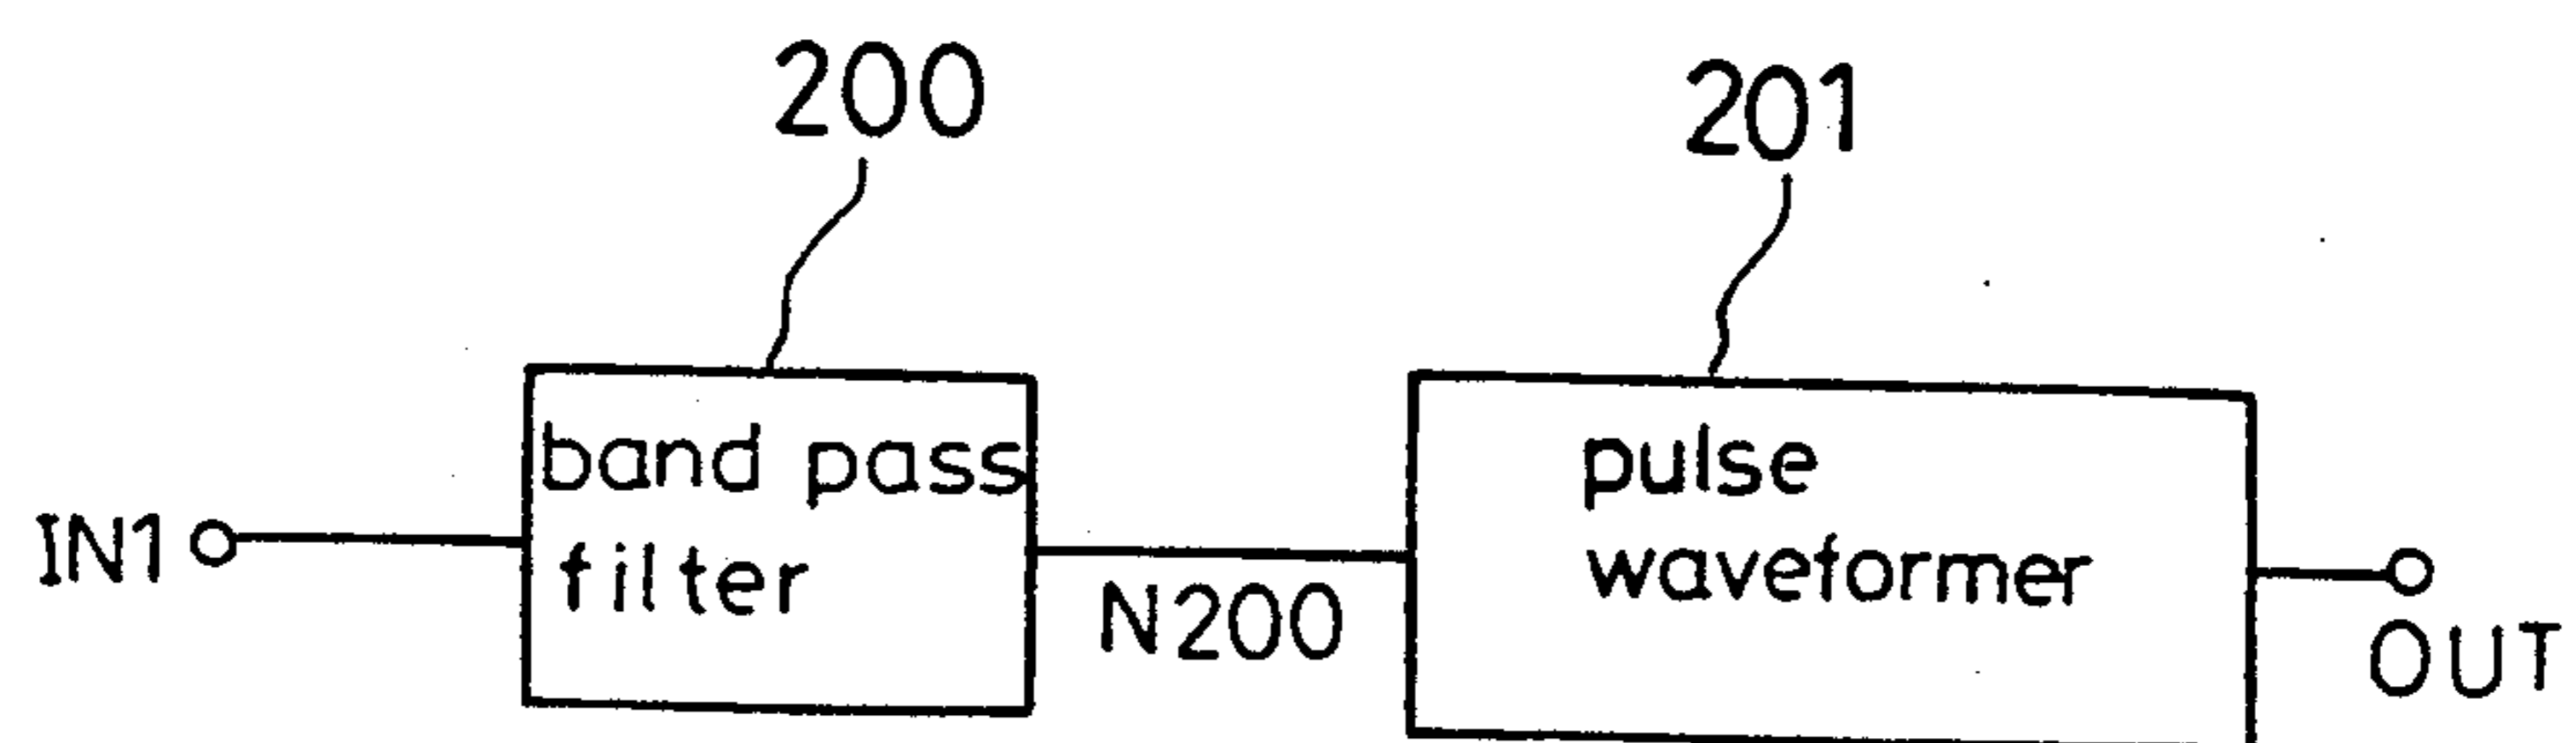 200
201
band pass
filter
pulse
waveformer
IN1
N200
OUT